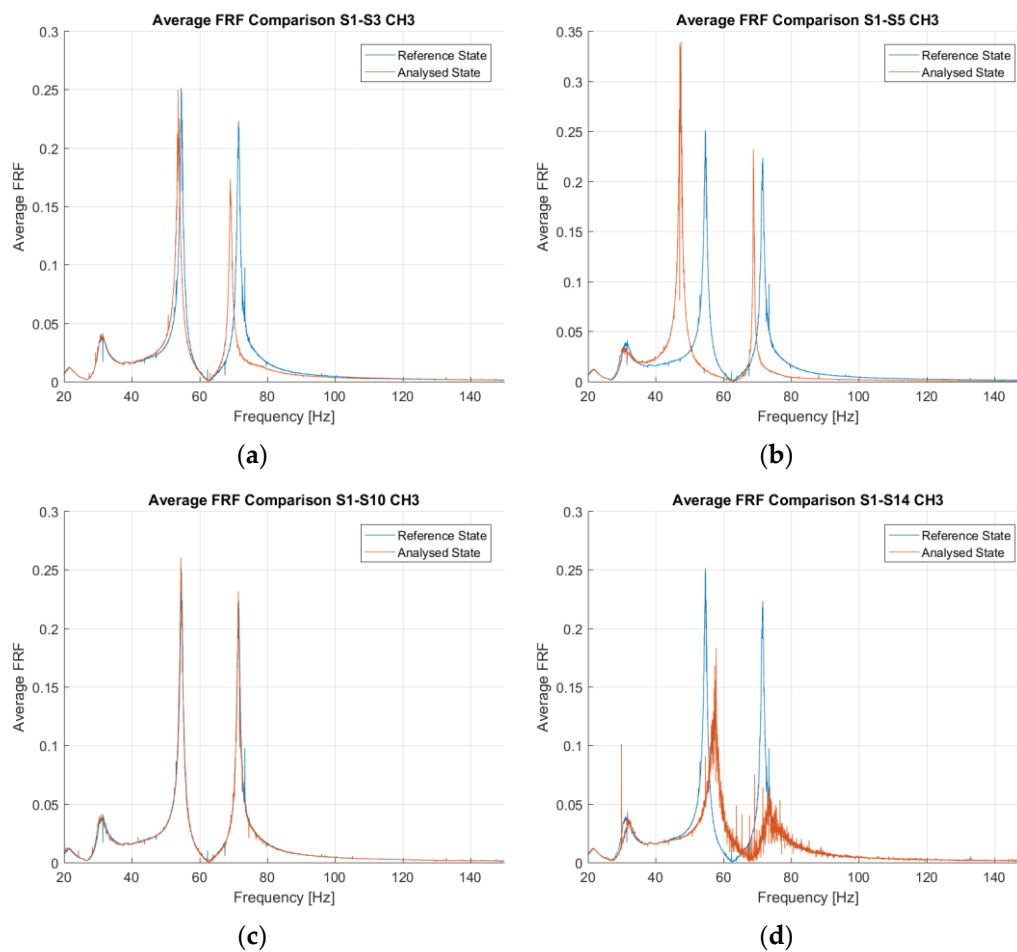 Average FRF Comparison S1-S3 CH3
0.3
0.25
0.2
0.15
0.1
0.05
0
Average FRF
Reference State
Analysed State
20 40 60 80 100 120 140
Frequency [Hz]
(a)
Average FRF Comparison S1-S5 CH3
0.35
0.3
0.25
0.2
0.15
0.1
0.05
0
Average FRF
Reference State
Analysed State
20 40 60 80 100 120 140
Frequency [Hz]
(b)
Average FRF Comparison S1-S10 CH3
0.3
0.25
0.2
0.15
0.1
0.05
0
Average FRF
Reference State
Analysed State
20 40 60 80 100 120 140
Frequency [Hz]
(c)
Average FRF Comparison S1-S14 CH3
0.3
0.25
0.2
0.15
0.1
0.05
0
Average FRF
Reference State
Analysed State
20 40 60 80 100 120 140
Frequency [Hz]
(d)